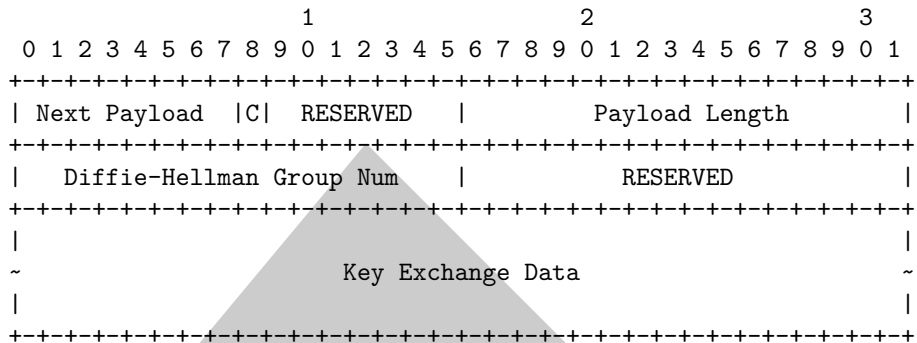 1                   2                   3
 0 1 2 3 4 5 6 7 8 9 0 1 2 3 4 5 6 7 8 9 0 1 2 3 4 5 6 7 8 9 0 1
+-+-+-+-+-+-+-+-+-+-+-+-+-+-+-+-+-+-+-+-+-+-+-+-+-+-+-+-+-+-+-+-+
| Next Payload  |C|  RESERVED   |         Payload Length        |
+-+-+-+-+-+-+-+-+-+-+-+-+-+-+-+-+-+-+-+-+-+-+-+-+-+-+-+-+-+-+-+-+
|   Diffie-Hellman Group Num    |           RESERVED            |
+-+-+-+-+-+-+-+-+-+-+-+-+-+-+-+-+-+-+-+-+-+-+-+-+-+-+-+-+-+-+-+-+
|                                                               |
~                       Key Exchange Data                       ~
|                                                               |
+-+-+-+-+-+-+-+-+-+-+-+-+-+-+-+-+-+-+-+-+-+-+-+-+-+-+-+-+-+-+-+-+